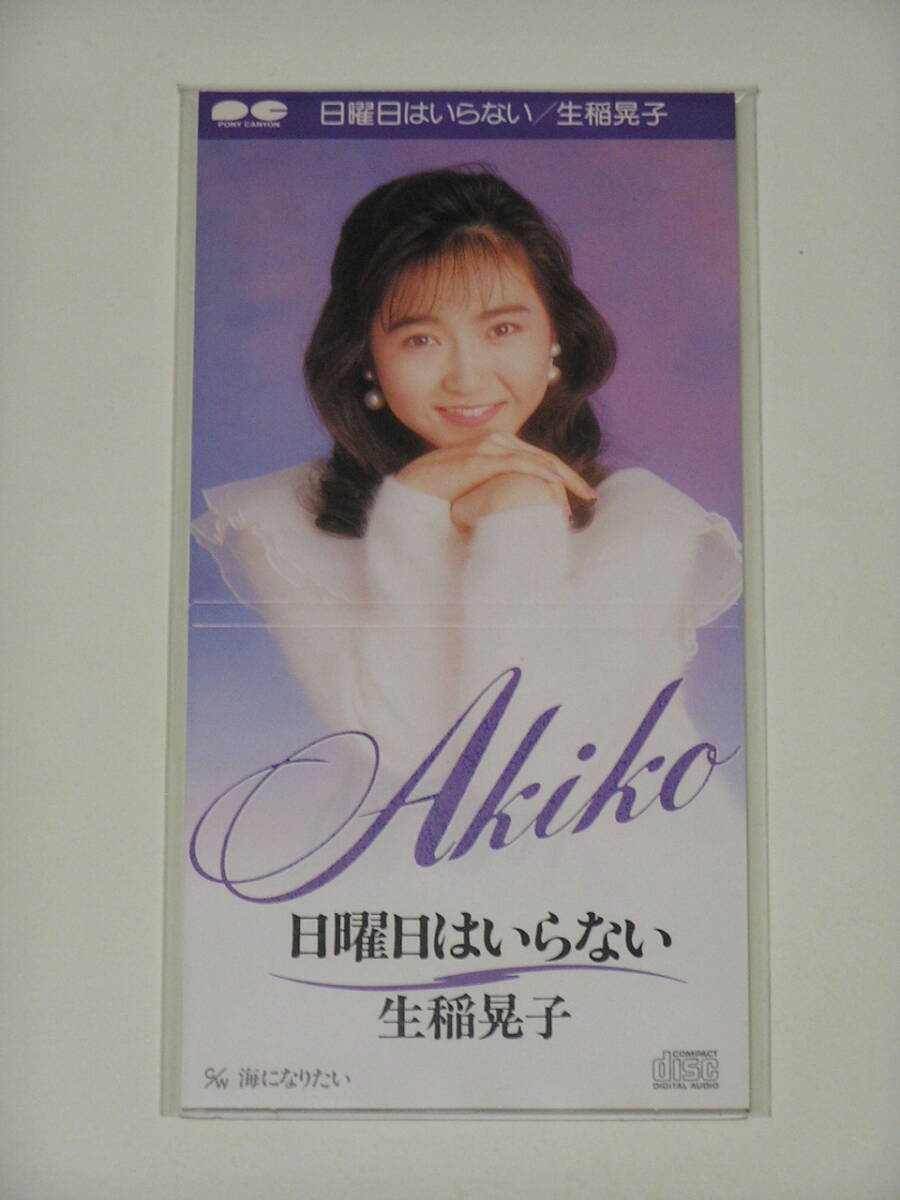 PONY CANYON
日曜日はいらない/生稲晃子
Akiko
日曜日はいらない
生稲晃子
C/W 海になりたい
COMPACT
disc
DIGITAL AUDIO